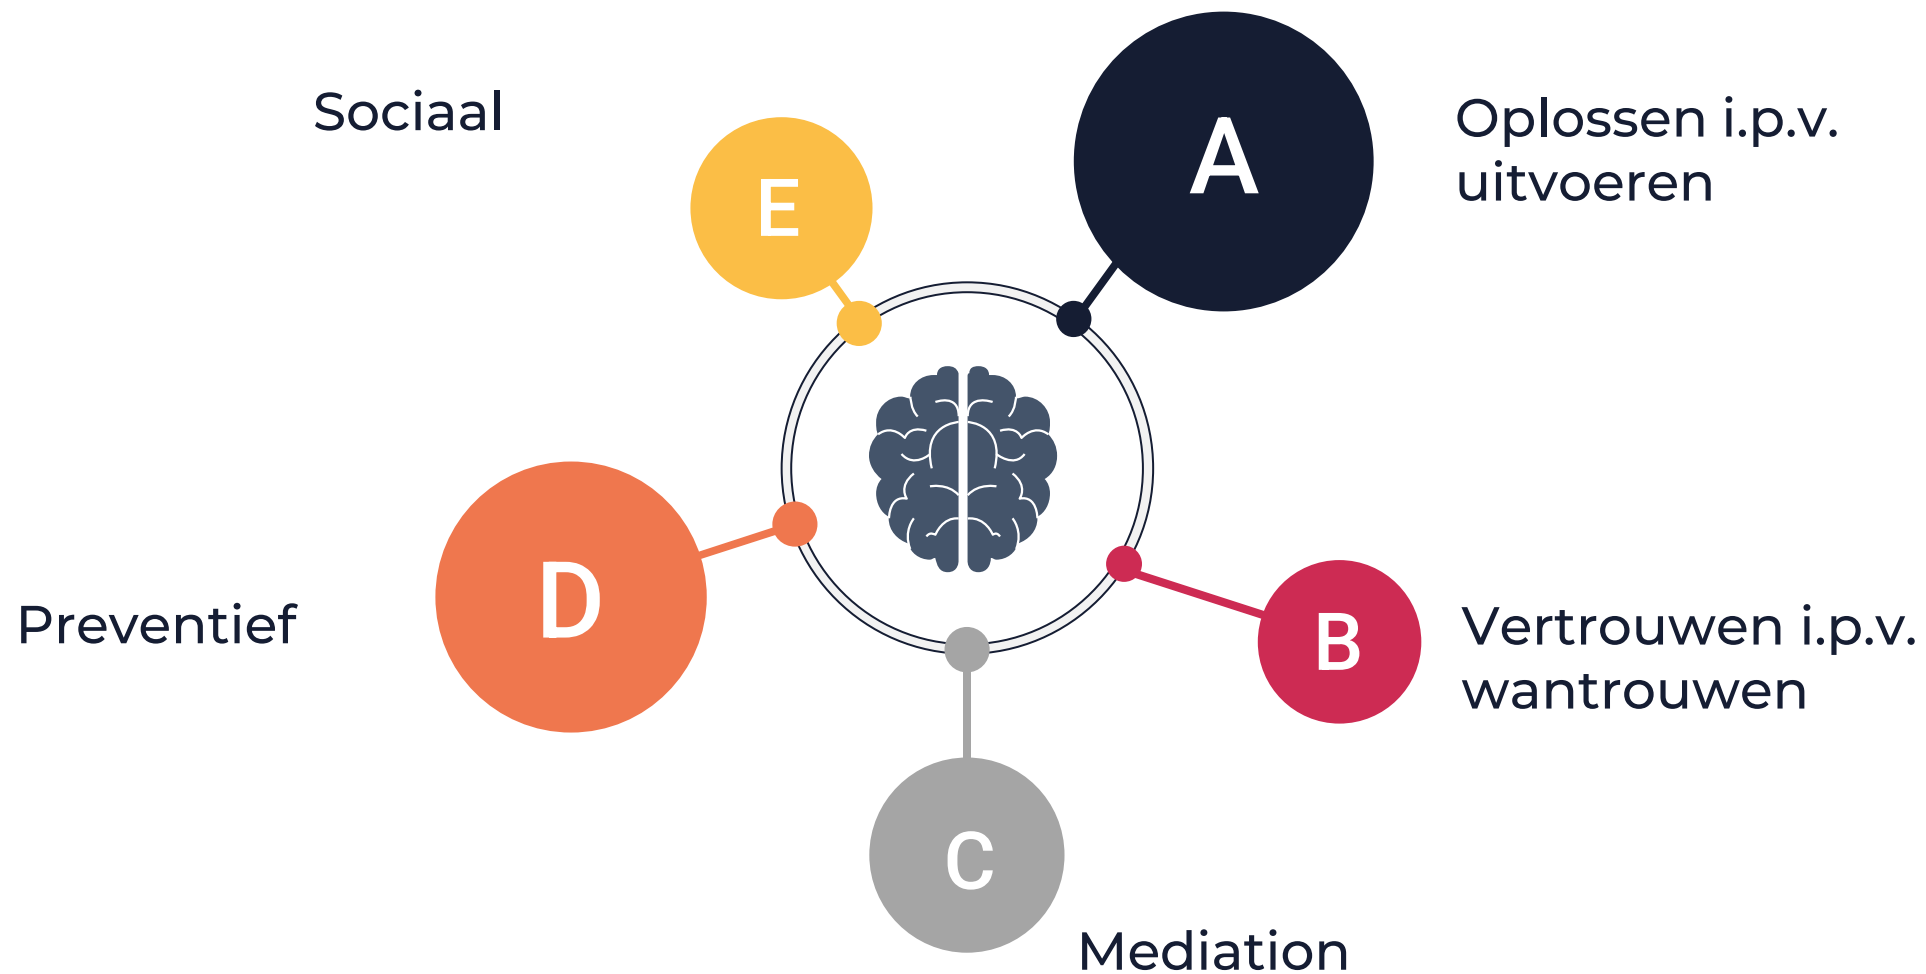 A
Oplossen i.p.v.
uitvoeren
B
Vertrouwen i.p.v.
wantrouwen
C
Mediation
D
Preventief
E
Sociaal